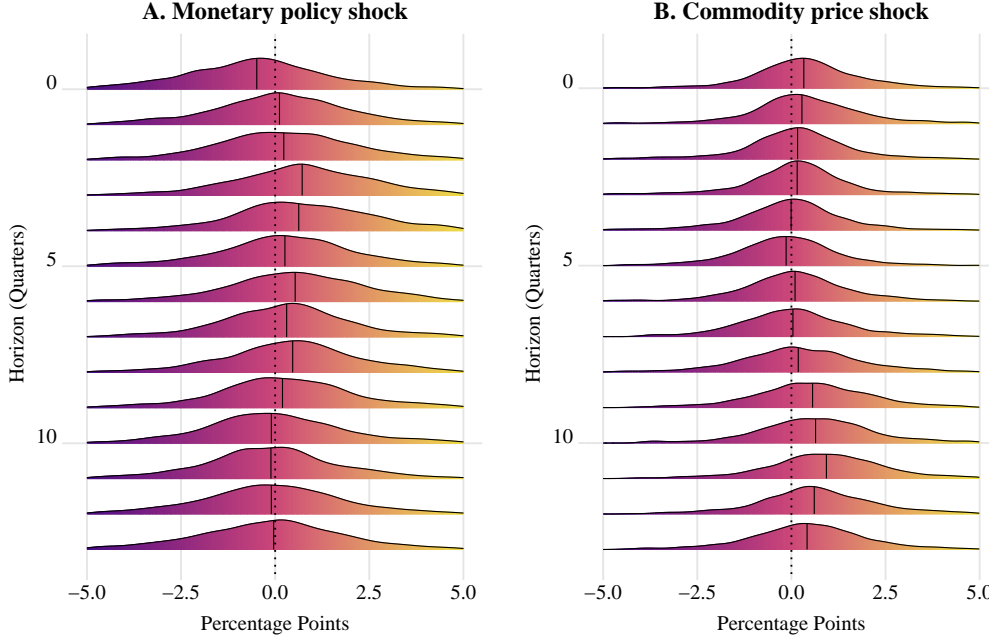 A. Monetary policy shock
Horizon (Quarters)
0
5
10
−5.0 −2.5 0.0 2.5 5.0
Percentage Points
B. Commodity price shock
Horizon (Quarters)
0
5
10
−5.0 −2.5 0.0 2.5 5.0
Percentage Points